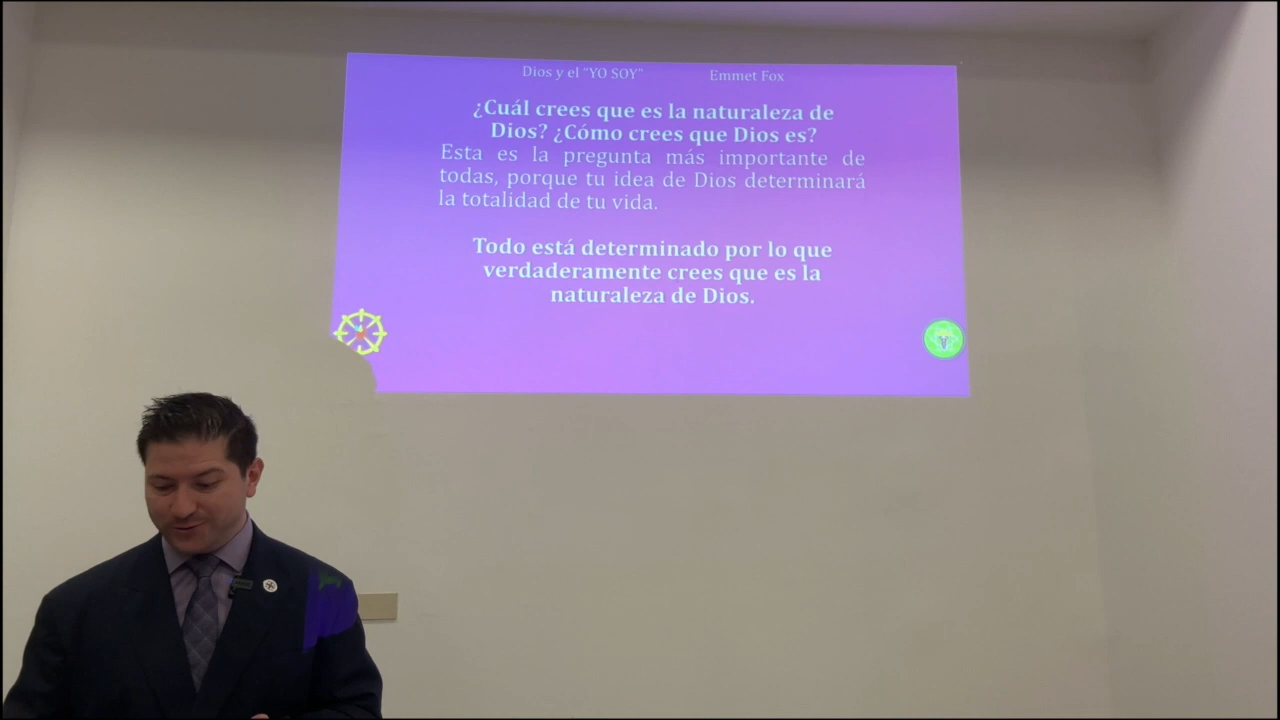 Dios y el "YO SOY" Emmet Fox
¿Cuál crees que es la naturaleza de
Dios? ¿Cómo crees que Dios es?
Esta es la pregunta más importante de
todas, porque tu idea de Dios determinará
la totalidad de tu vida.
Todo está determinado por lo que
verdaderamente crees que es la
naturaleza de Dios.